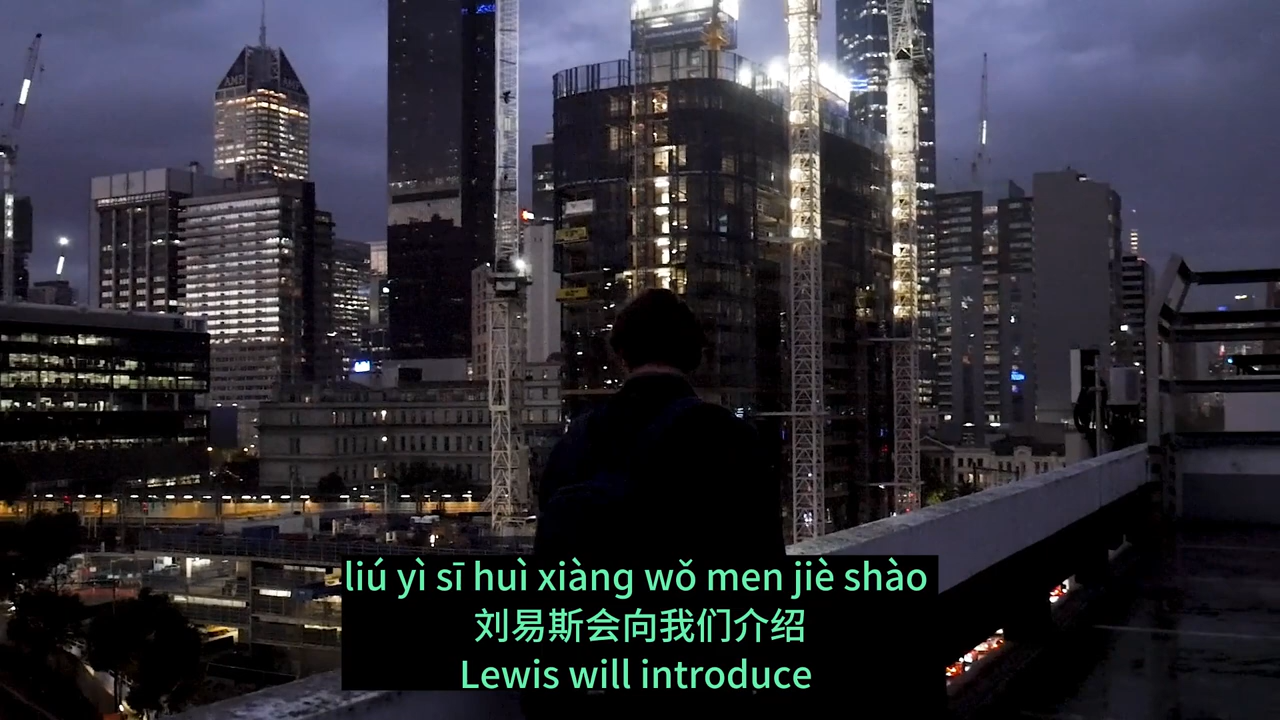 liú yì sī huì xiàng wǒ men jiè shào
刘易斯会向我们介绍
Lewis will introduce